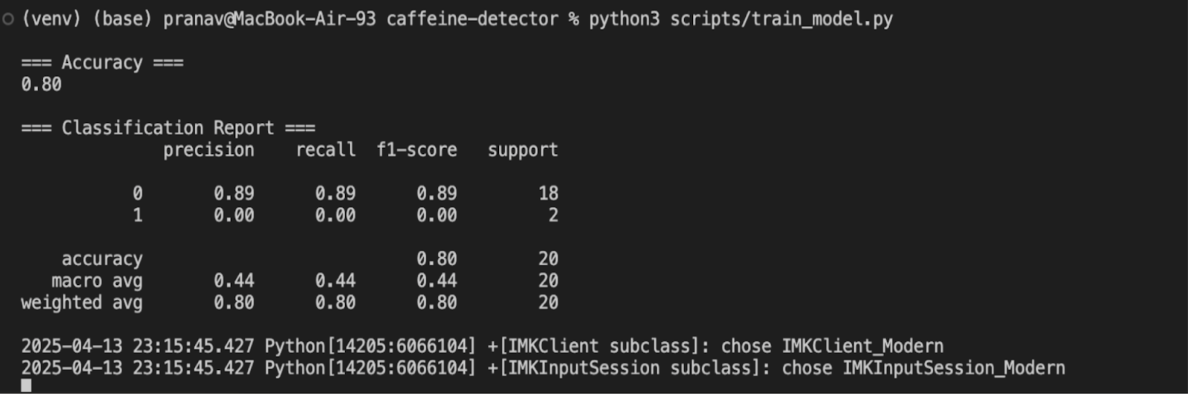 (venv) (base) pranav@MacBook-Air-93 caffeine-detector % python3 scripts/train_model.py
=== Accuracy ===
0.80
=== Classification Report ===
precision recall f1-score support
0 0.89 0.89 0.89 18
1 0.00 0.00 0.00 2
accuracy 0.80 20
macro avg 0.44 0.44 0.44 20
weighted avg 0.80 0.80 0.80 20
2025-04-13 23:15:45.427 Python[14205:6066104] +[IMKClient subclass]: chose IMKClient_Modern
2025-04-13 23:15:45.427 Python[14205:6066104] +[IMKInputSession subclass]: chose IMKInputSession_Modern